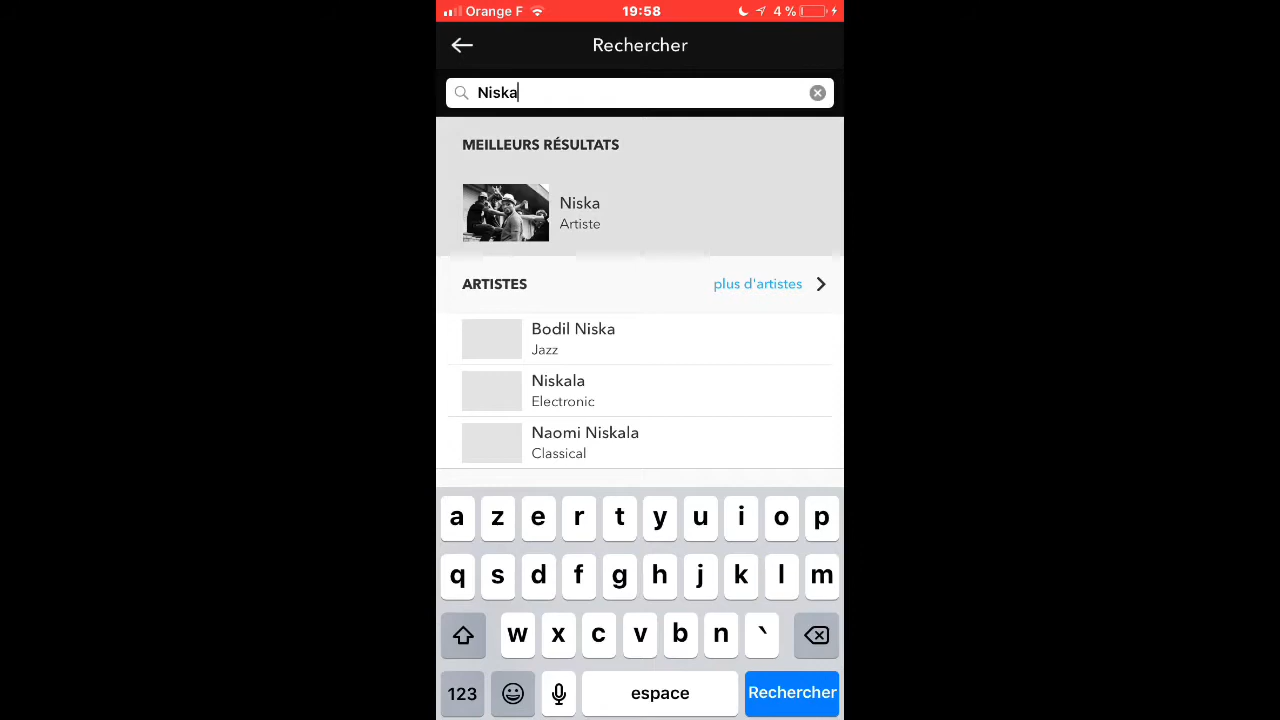 Orange F 19:58 4 %
Rechercher
Niska
MEILLEURS RÉSULTATS
Niska
Artiste
ARTISTES plus d'artistes
Bodil Niska
Jazz
Niskala
Electronic
Naomi Niskala
Classical
a z e r t y u i o p
q s d f g h j k l m
w x c v b n `
123 espace Rechercher